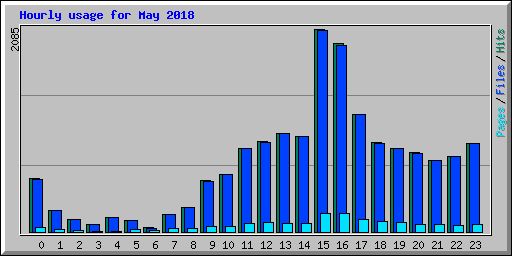 Hourly usage for May 2018
2085
Pages/Files/Hits
0 1 2 3 4 5 6 7 8 9 10 11 12 13 14 15 16 17 18 19 20 21 22 23